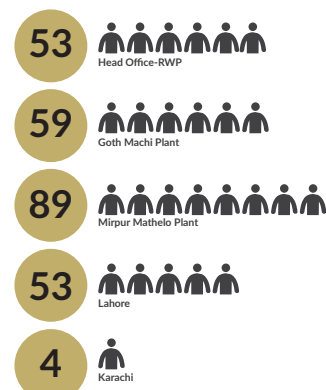 53
Head Office-RWP
59
Goth Machi Plant
89
Mirpur Mathelo Plant
53
Lahore
4
Karachi